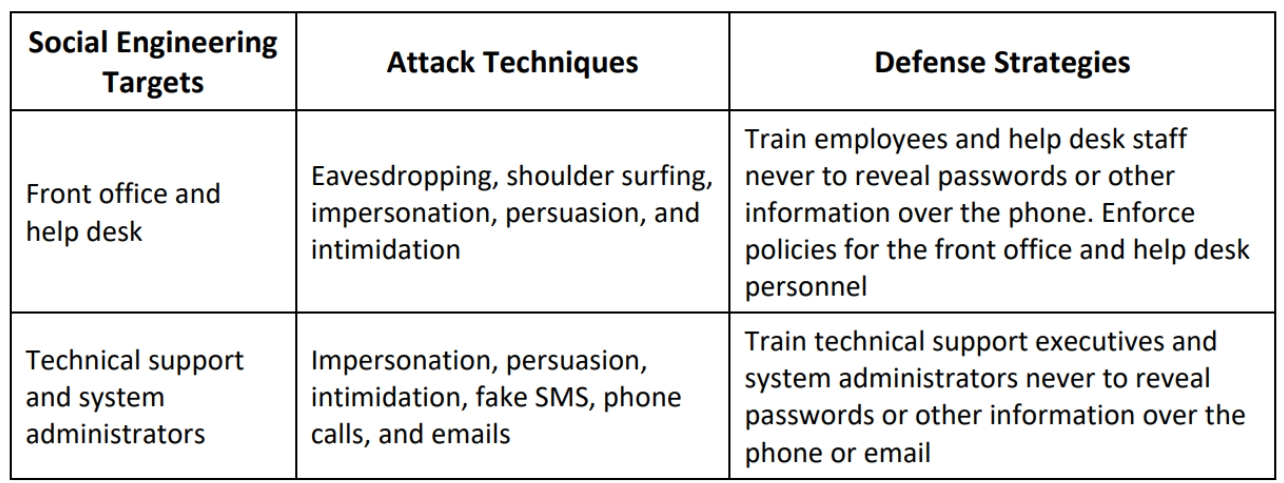 Social Engineering
Targets
Attack Techniques
Defense Strategies
Front office and
help desk
Eavesdropping, shoulder surfing,
impersonation, persuasion, and
intimidation
Train employees and help desk staff
never to reveal passwords or other
information over the phone. Enforce
policies for the front office and help desk
personnel
Technical support
and system
administrators
Impersonation, persuasion,
intimidation, fake SMS, phone
calls, and emails
Train technical support executives and
system administrators never to reveal
passwords or other information over the
phone or email